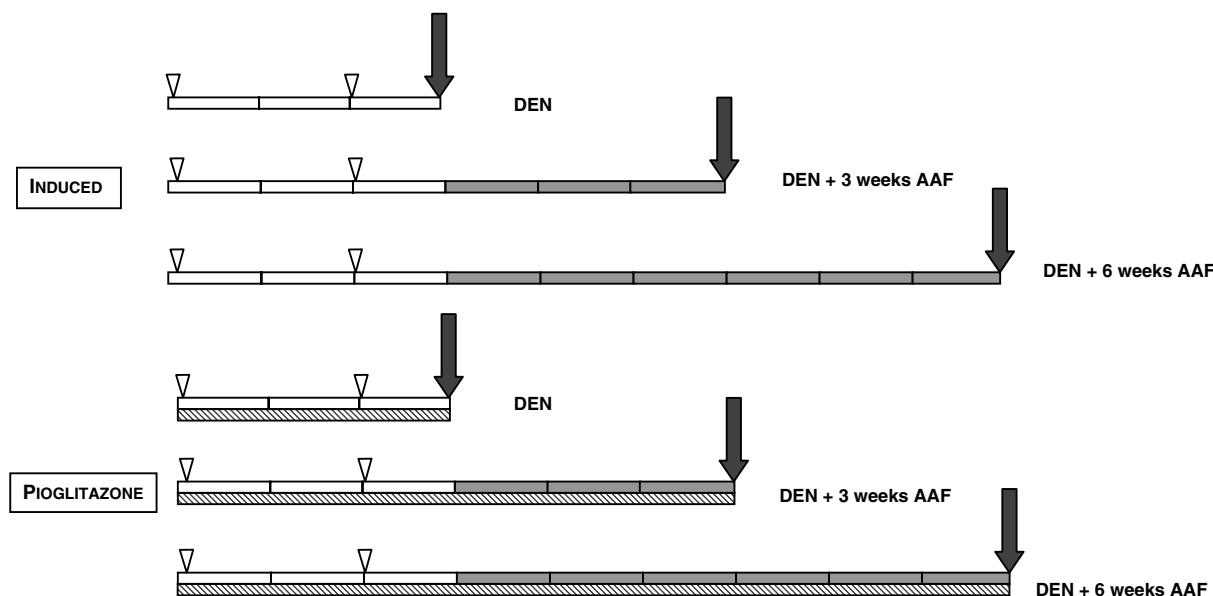 DEN
INDUCED
DEN + 3 weeks AAF
DEN + 6 weeks AAF
DEN
PIOGLITAZONE
DEN + 3 weeks AAF
DEN + 6 weeks AAF